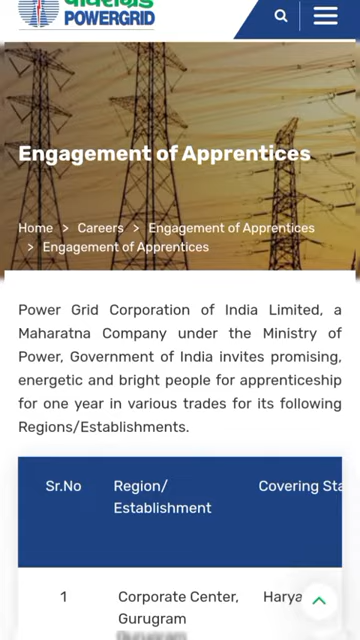 POWERGRID
Engagement of Apprentices
Home > Careers > Engagement of Apprentices
> Engagement of Apprentices
Power Grid Corporation of India Limited, a
Maharatna Company under the Ministry of
Power, Government of India invites promising,
energetic and bright people for apprenticeship
for one year in various trades for its following
Regions/Establishments.
Sr.No Region/ Covering Sta
Establishment
1 Corporate Center, Harya
Gurugram
Gurugram